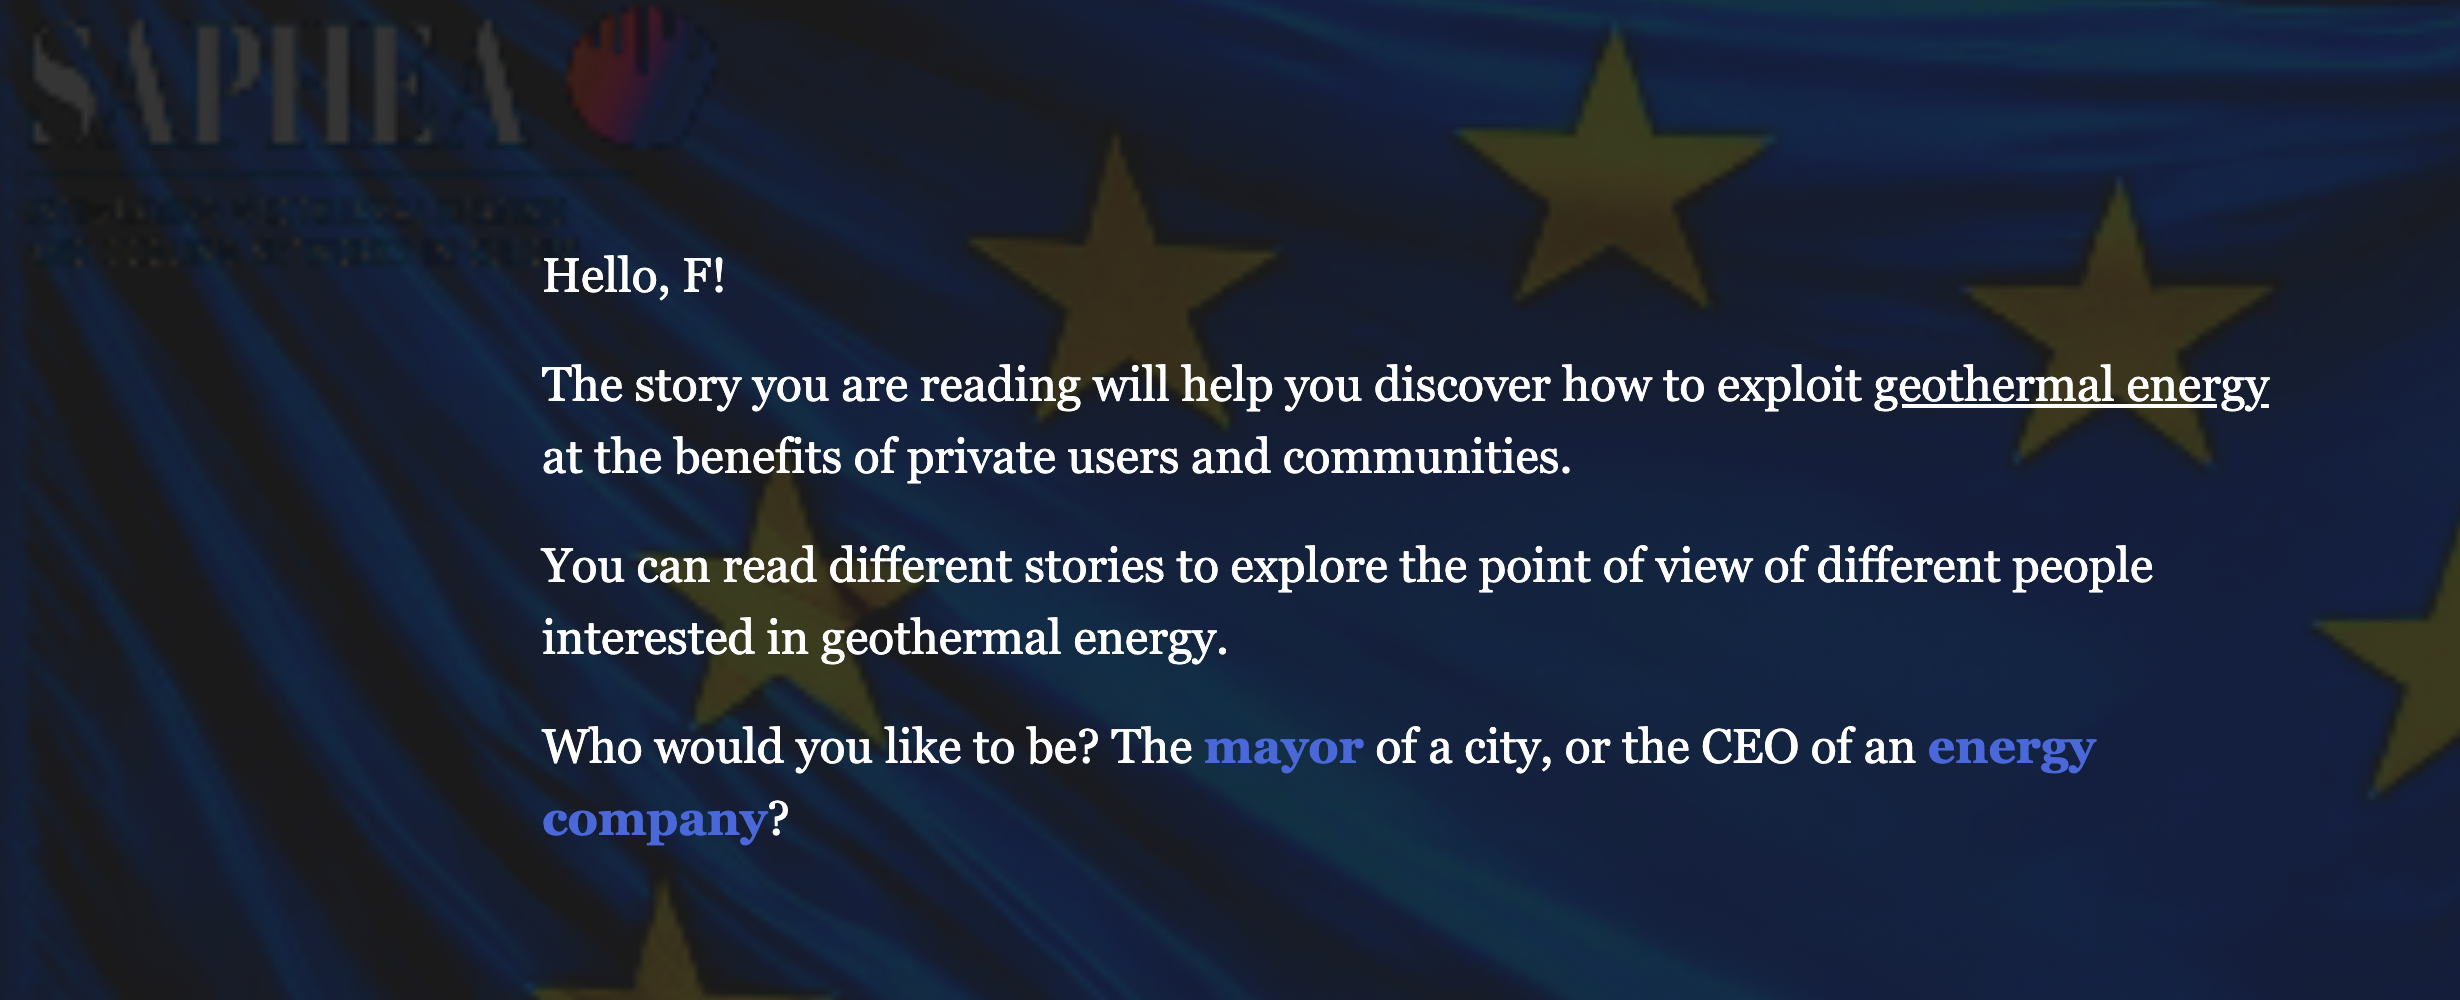 SAPHEA
Hello, F!
The story you are reading will help you discover how to exploit geothermal energy
at the benefits of private users and communities.
You can read different stories to explore the point of view of different people
interested in geothermal energy.
Who would you like to be? The mayor of a city, or the CEO of an energy
company?